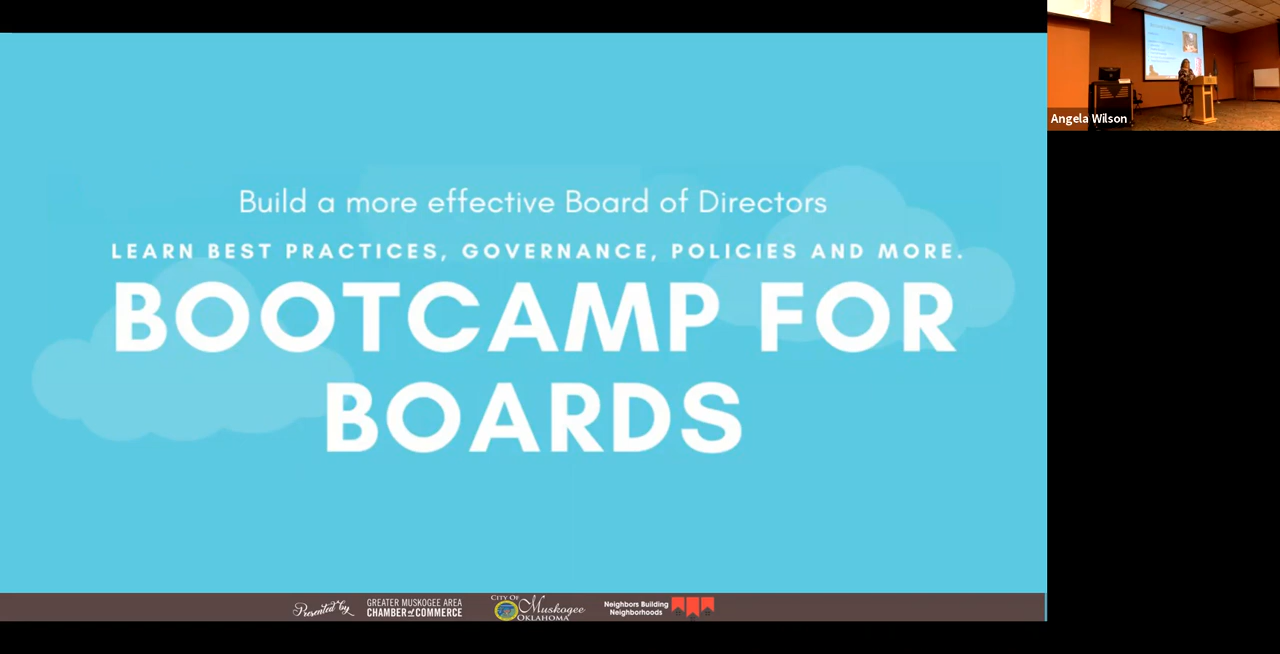 Build a more effective Board of Directors
LEARN BEST PRACTICES, GOVERNANCE, POLICIES AND MORE.
BOOTCAMP FOR
BOARDS
Presented by
GREATER MUSKOGEE AREA
CHAMBER of COMMERCE
CITY OF
Muskogee
OKLAHOMA
Neighbors Building
Neighborhoods
Angela Wilson